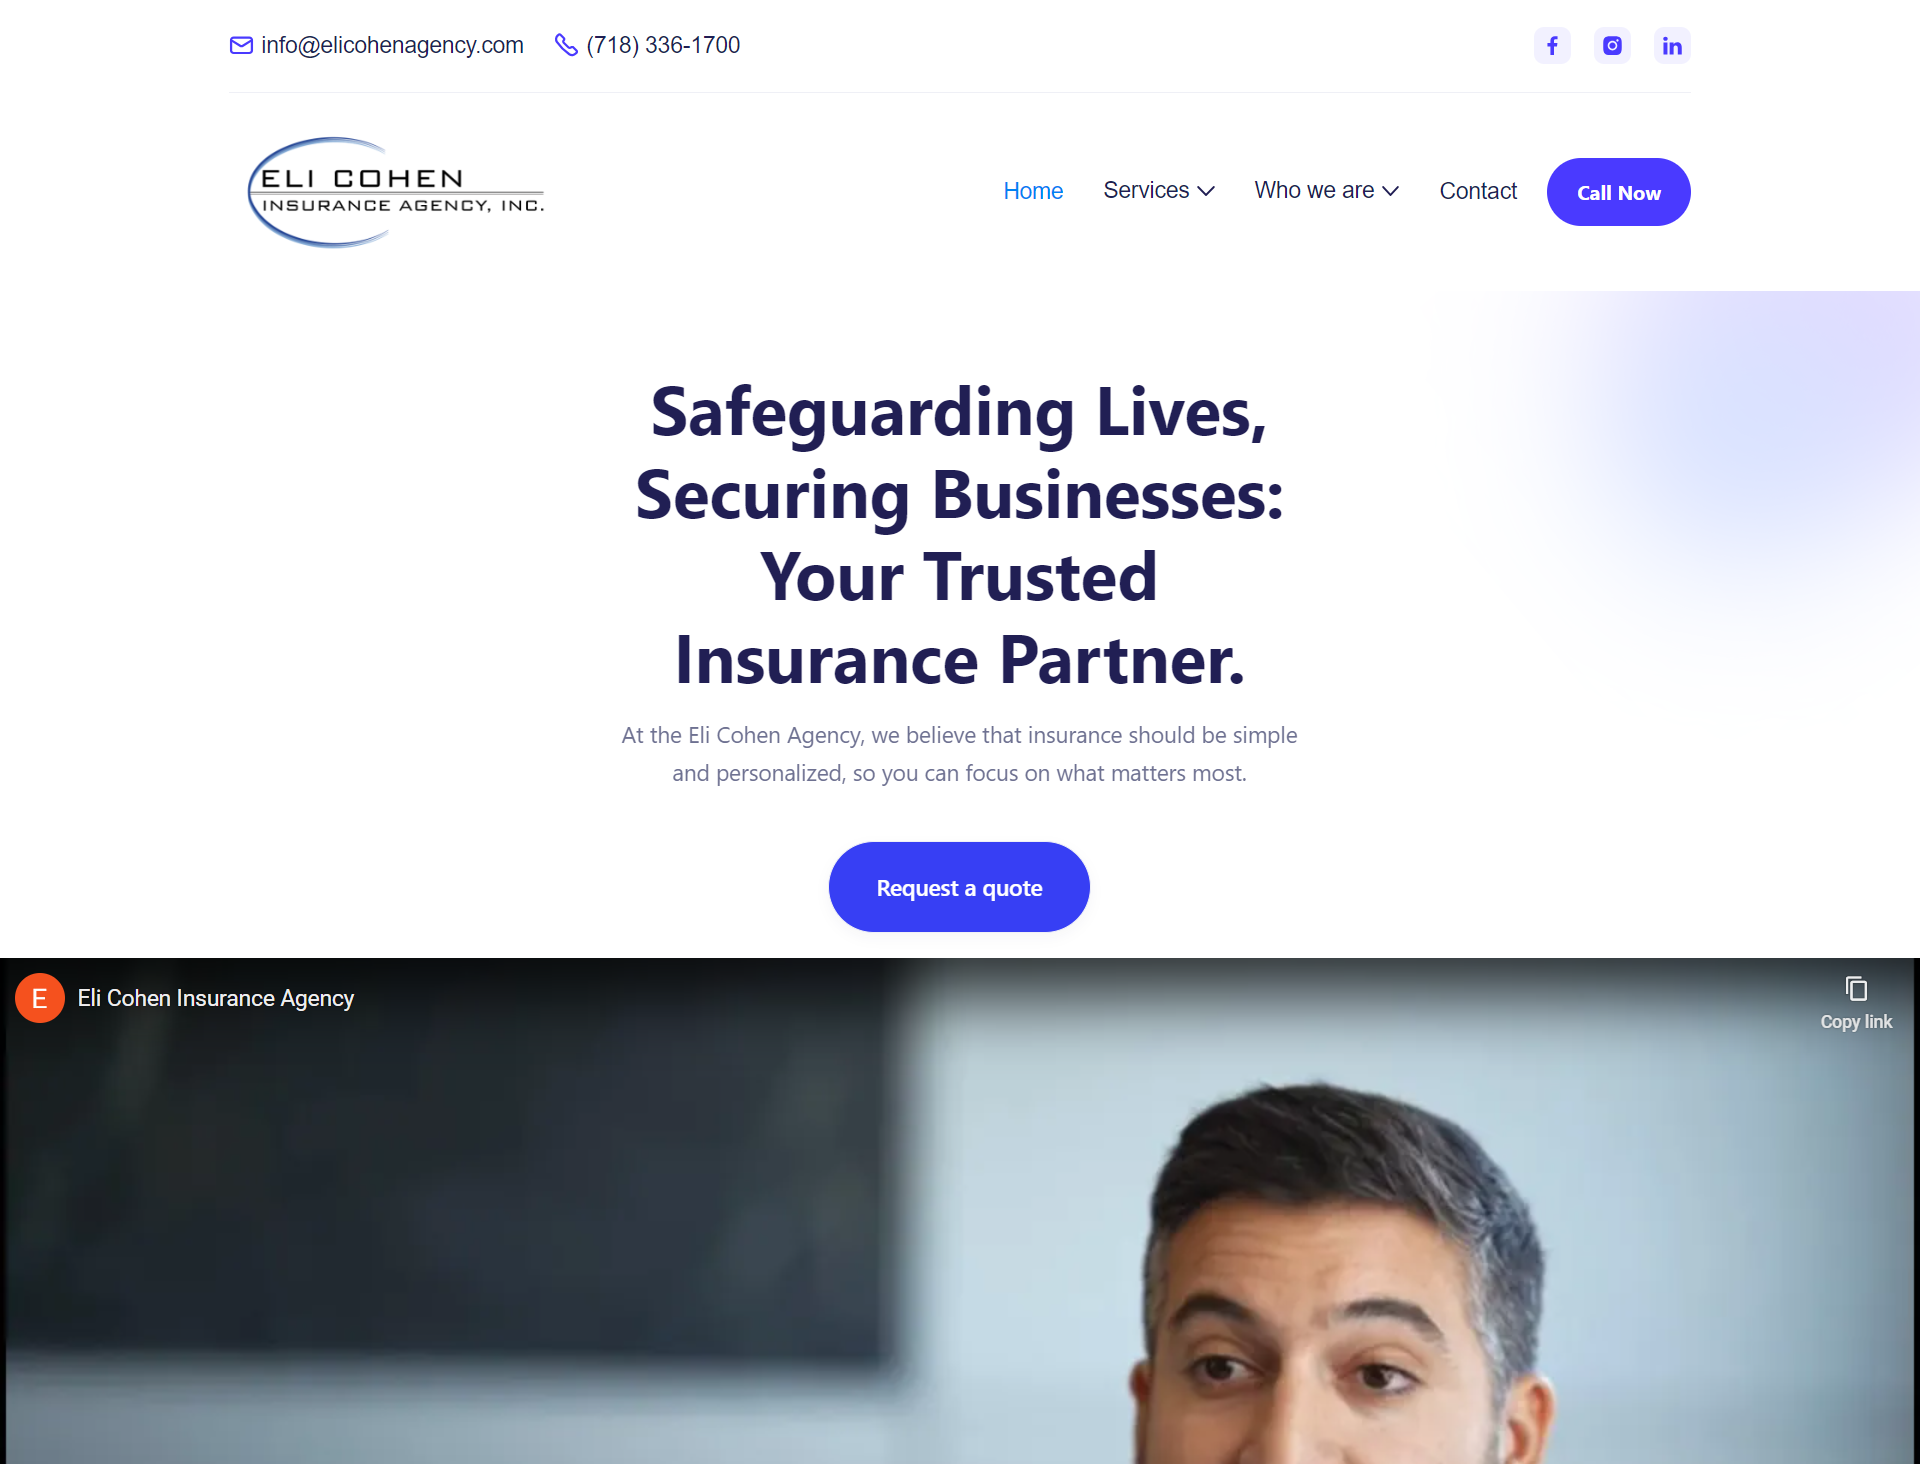 info@elicohenagency.com (718) 336-1700
ELI COHEN
INSURANCE AGENCY, INC.
Home Services Who we are Contact Call Now
Safeguarding Lives,
Securing Businesses:
Your Trusted
Insurance Partner.
At the Eli Cohen Agency, we believe that insurance should be simple
and personalized, so you can focus on what matters most.
Request a quote
E Eli Cohen Insurance Agency
Copy link